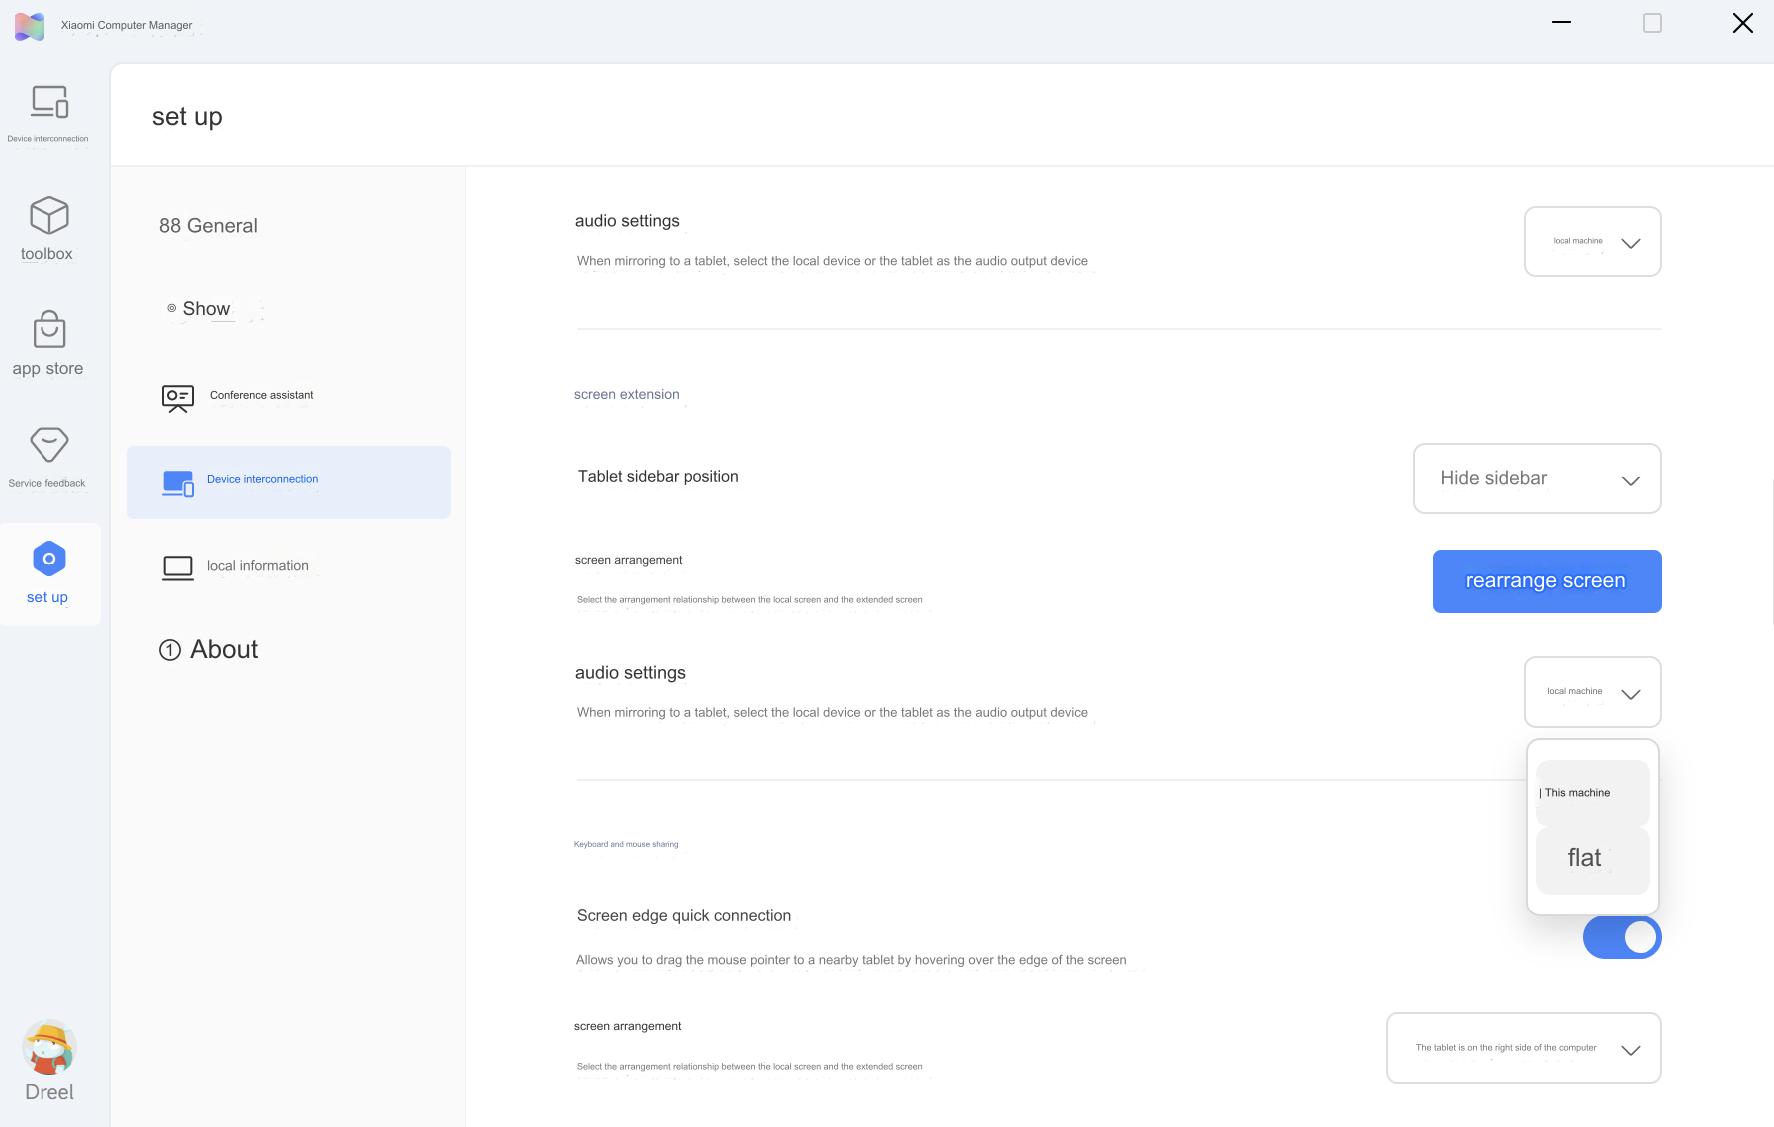 Xiaomi Computer Manager
Device interconnection
toolbox
app store
Service feedback
set up
Dreel
set up
88 General
Show
Conference assistant
Device interconnection
local information
1 About
audio settings
When mirroring to a tablet, select the local device or the tablet as the audio output device
local machine
screen extension
Tablet sidebar position
Hide sidebar
screen arrangement
Select the arrangement relationship between the local screen and the extended screen
rearrange screen
audio settings
When mirroring to a tablet, select the local device or the tablet as the audio output device
local machine
| This machine
flat
Keyboard and mouse sharing
Screen edge quick connection
Allows you to drag the mouse pointer to a nearby tablet by hovering over the edge of the screen
screen arrangement
Select the arrangement relationship between the local screen and the extended screen
The tablet is on the right side of the computer